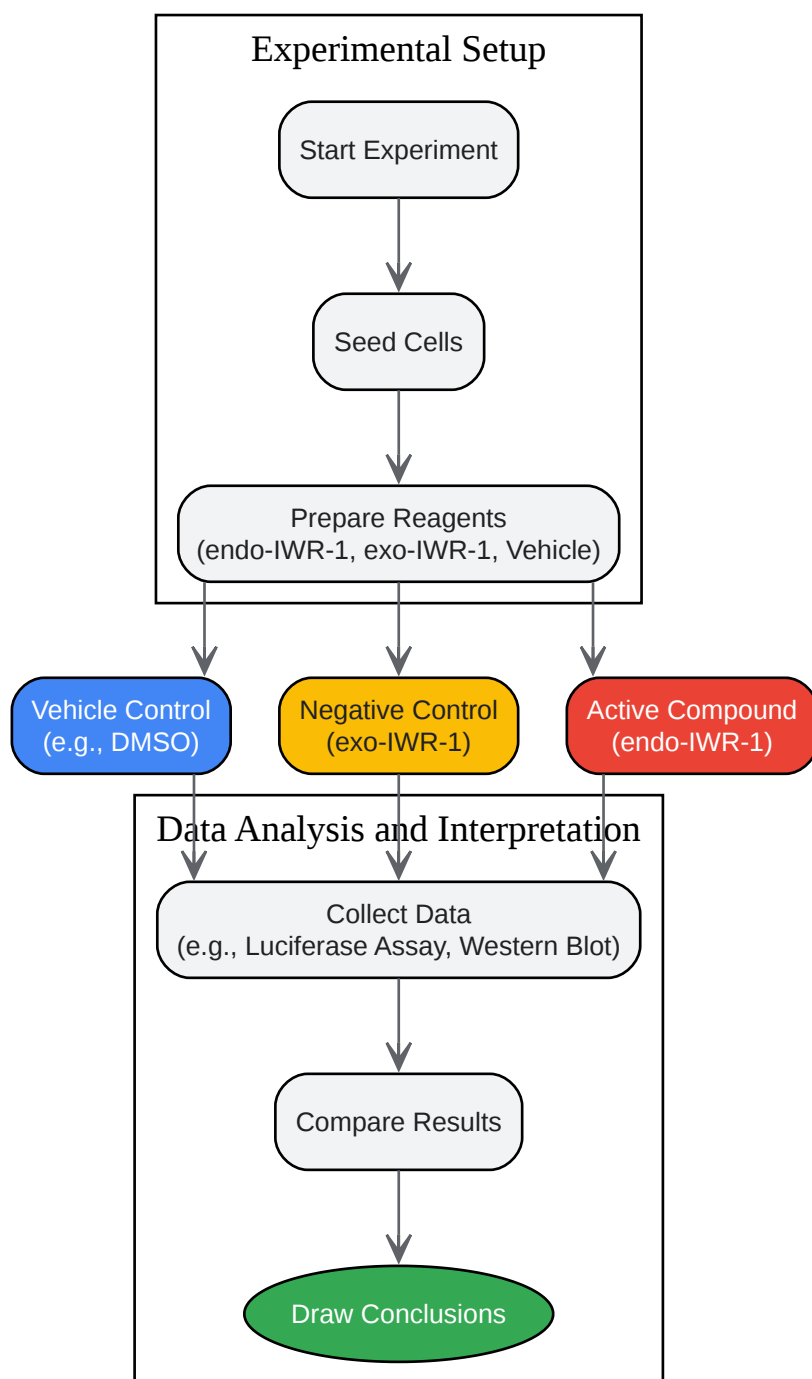 Experimental Setup
Start Experiment
Seed Cells
Prepare Reagents
(endo-IWR-1, exo-IWR-1, Vehicle)
Vehicle Control
(e.g., DMSO)
Negative Control
(exo-IWR-1)
Active Compound
(endo-IWR-1)
Data Analysis and Interpretation
Collect Data
(e.g., Luciferase Assay, Western Blot)
Compare Results
Draw Conclusions